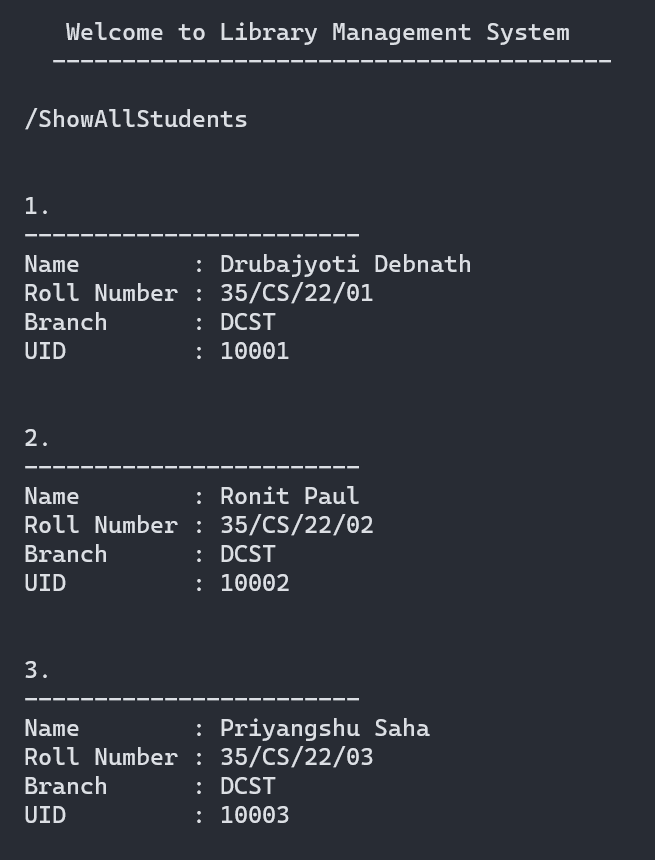 Welcome to Library Management System
----------------------------------------
/ShowAllStudents
1.
------------------------
Name        : Drubajyoti Debnath
Roll Number : 35/CS/22/01
Branch      : DCST
UID         : 10001
2.
------------------------
Name        : Ronit Paul
Roll Number : 35/CS/22/02
Branch      : DCST
UID         : 10002
3.
------------------------
Name        : Priyangshu Saha
Roll Number : 35/CS/22/03
Branch      : DCST
UID         : 10003